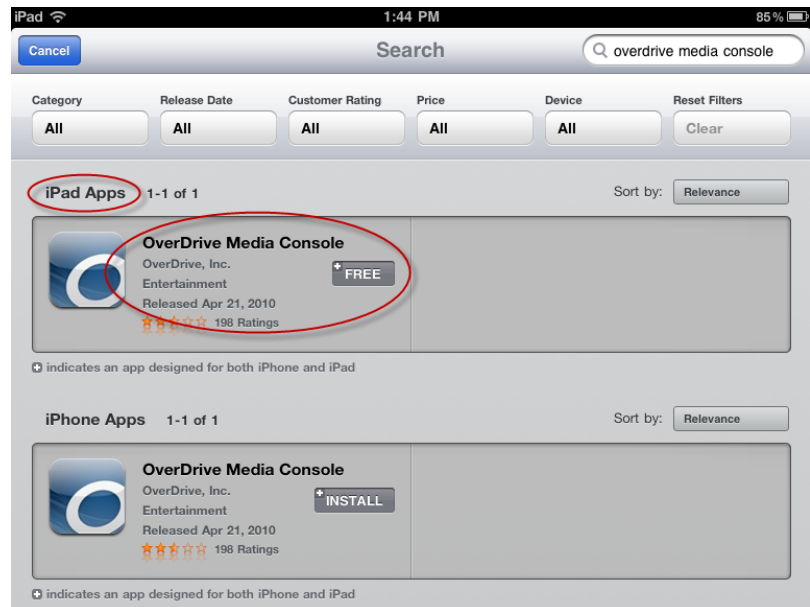 iPad 1:44 PM 85%
Cancel Search overdrive media console
Category Release Date Customer Rating Price Device Reset Filters
All All All All All Clear
iPad Apps 1-1 of 1 Sort by: Relevance
OverDrive Media Console
OverDrive, Inc.
FREE
Entertainment
Released Apr 21, 2010
198 Ratings
indicates an app designed for both iPhone and iPad
iPhone Apps 1-1 of 1 Sort by: Relevance
OverDrive Media Console
OverDrive, Inc.
INSTALL
Entertainment
Released Apr 21, 2010
198 Ratings
indicates an app designed for both iPhone and iPad